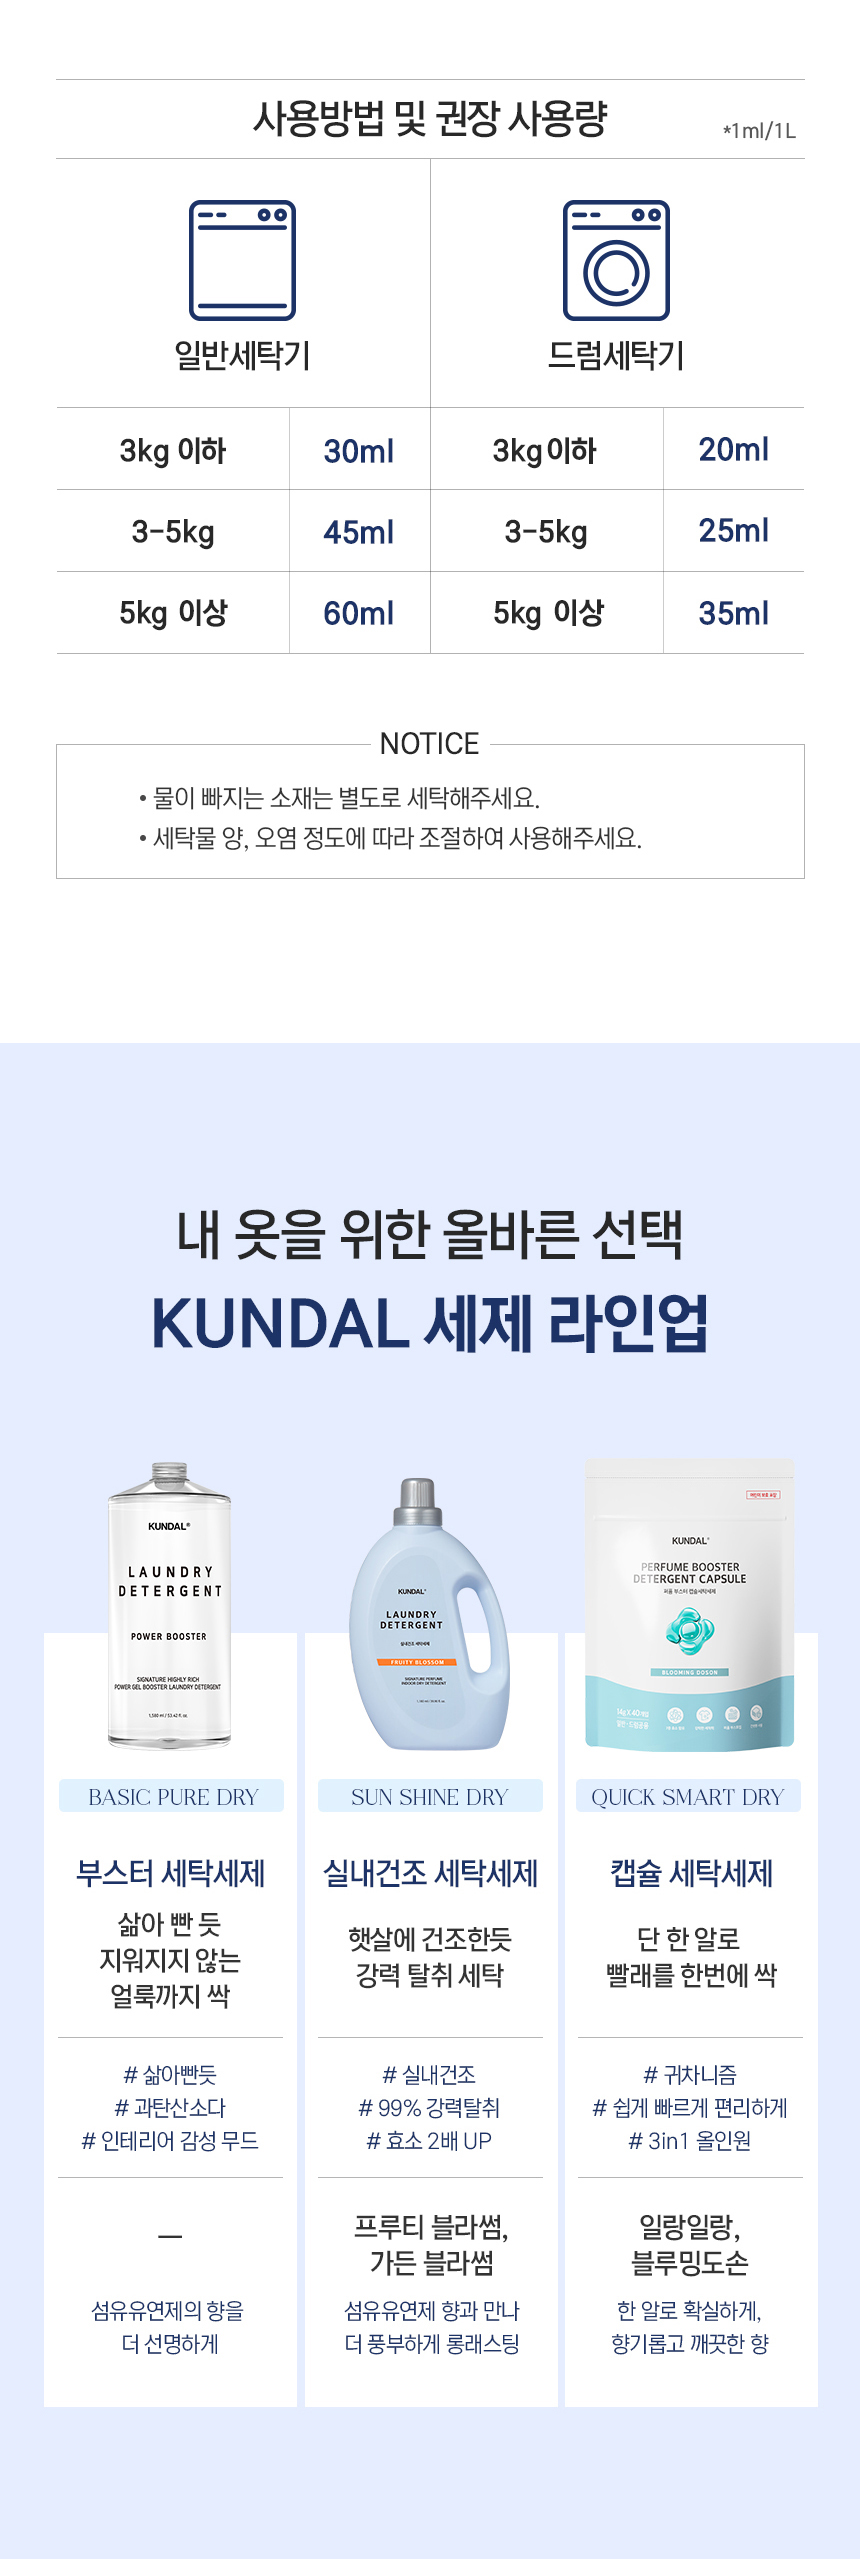 사용방법 및 권장 사용량
*1ml/1L
일반세탁기
드럼세탁기
3kg 이하 30ml 3kg 이하 20ml
3-5kg 45ml 3-5kg 25ml
5kg 이상 60ml 5kg 이상 35ml
NOTICE
• 물이 빠지는 소재는 별도로 세탁해주세요.
• 세탁물 양, 오염 정도에 따라 조절하여 사용해주세요.
내 옷을 위한 올바른 선택
KUNDAL 세제 라인업
KUNDAL®
LAUNDRY
DETERGENT
POWER BOOSTER
SIGNATURE HIGHLY RICH
POWER GEL BOOSTER LAUNDRY DETERGENT
KUNDAL®
LAUNDRY
DETERGENT
실내건조 세탁세제
FRUITY BLOSSOM
SIGNATURE PERFUME
INDOOR DRY DETERGENT
KUNDAL®
PERFUME BOOSTER
DETERGENT CAPSULE
퍼퓸 부스터 캡슐세탁세제
BLOOMING DOSON
14g X 40개입
BASIC PURE DRY
부스터 세탁세제
삶아 빤 듯
지워지지 않는
얼룩까지 싹
# 삶아빤듯
# 과탄산소다
# 인테리어 감성 무드
—
섬유유연제의 향을
더 선명하게
SUN SHINE DRY
실내건조 세탁세제
햇살에 건조한듯
강력 탈취 세탁
# 실내건조
# 99% 강력탈취
# 효소 2배 UP
프루티 블라썸,
가든 블라썸
섬유유연제 향과 만나
더 풍부하게 롱래스팅
QUICK SMART DRY
캡슐 세탁세제
단 한 알로
빨래를 한번에 싹
# 귀차니즘
# 쉽게 빠르게 편리하게
# 3in1 올인원
일랑일랑,
블루밍도손
한 알로 확실하게,
향기롭고 깨끗한 향